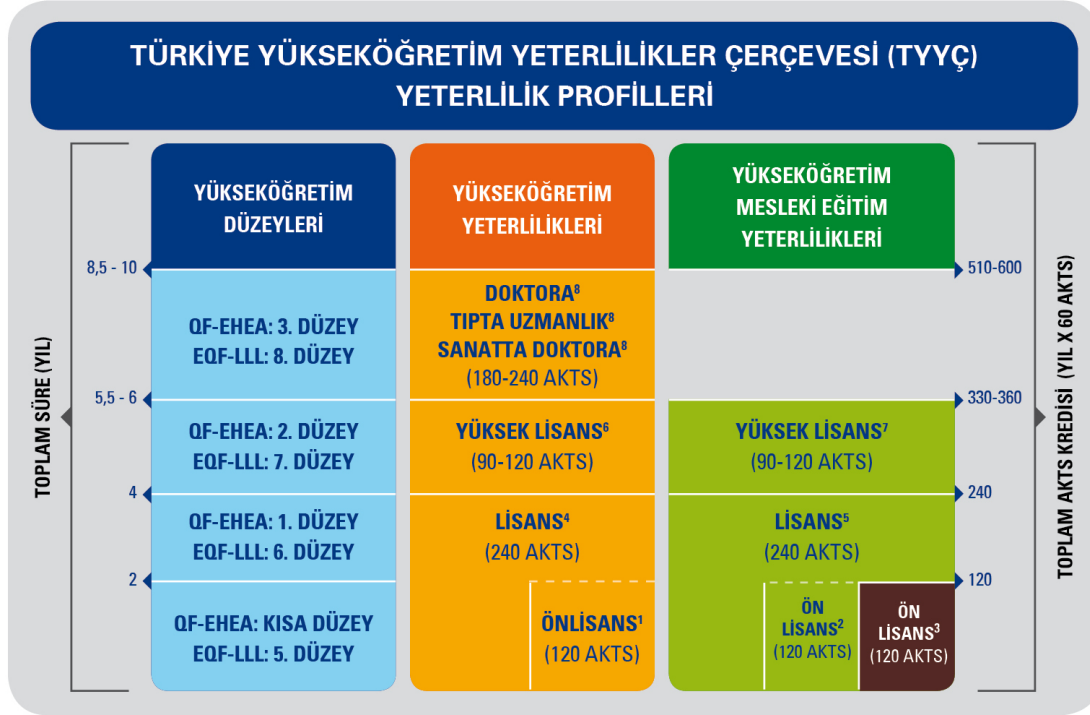 TÜRKİYE YÜKSEKÖĞRETİM YETERLİLİKLER ÇERÇEVESİ (TYYÇ)
YETERLİLİK PROFİLLERİ
TOPLAM SÜRE (YIL)
8,5 - 10
5,5 - 6
4
2
YÜKSEKÖĞRETİM
DÜZEYLERİ
QF-EHEA: 3. DÜZEY
EQF-LLL: 8. DÜZEY
QF-EHEA: 2. DÜZEY
EQF-LLL: 7. DÜZEY
QF-EHEA: 1. DÜZEY
EQF-LLL: 6. DÜZEY
QF-EHEA: KISA DÜZEY
EQF-LLL: 5. DÜZEY
YÜKSEKÖĞRETİM
YETERLİLİKLERİ
DOKTORA⁸
TIPTA UZMANLIK⁸
SANATTA DOKTORA⁸
(180-240 AKTS)
YÜKSEK LİSANS⁶
(90-120 AKTS)
LİSANS⁴
(240 AKTS)
ÖNLİSANS¹
(120 AKTS)
YÜKSEKÖĞRETİM
MESLEKİ EĞİTİM
YETERLİLİKLERİ
YÜKSEK LİSANS⁷
(90-120 AKTS)
LİSANS⁵
(240 AKTS)
ÖN
LİSANS²
(120 AKTS)
ÖN
LİSANS³
(120 AKTS)
510-600
330-360
240
120
TOPLAM AKTS KREDİSİ (YIL X 60 AKTS)